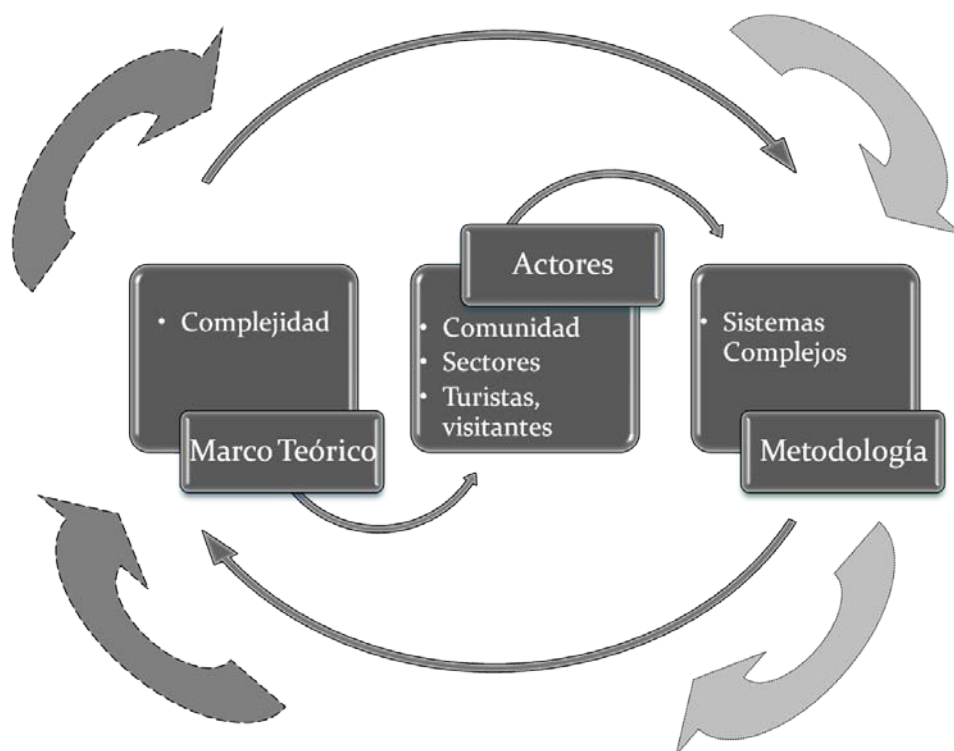 • Complejidad
Marco Teórico
Actores
• Comunidad
• Sectores
• Turistas,
visitantes
• Sistemas
Complejos
Metodología